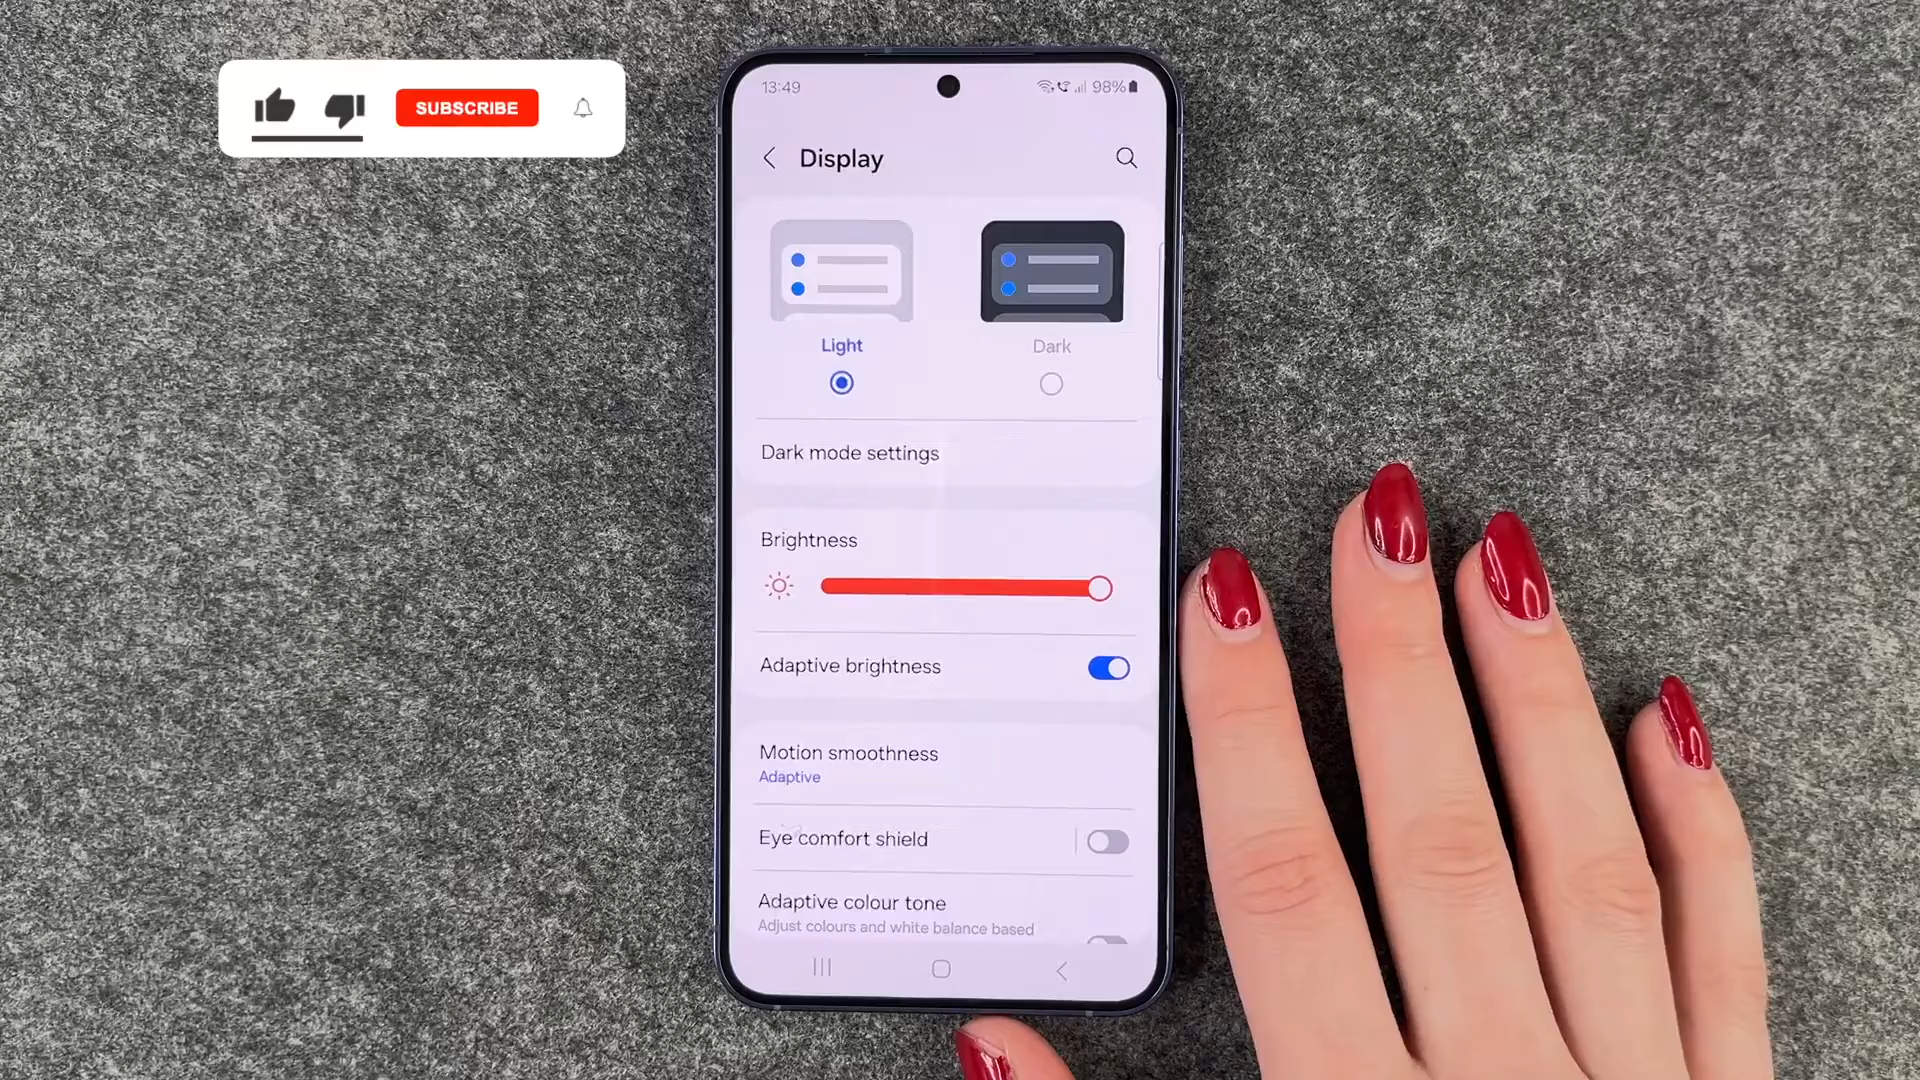 SUBSCRIBE
13:49
98%
Display
Light
Dark
Dark mode settings
Brightness
Adaptive brightness
Motion smoothness
Adaptive
Eye comfort shield
Adaptive colour tone
Adjust colours and white balance based